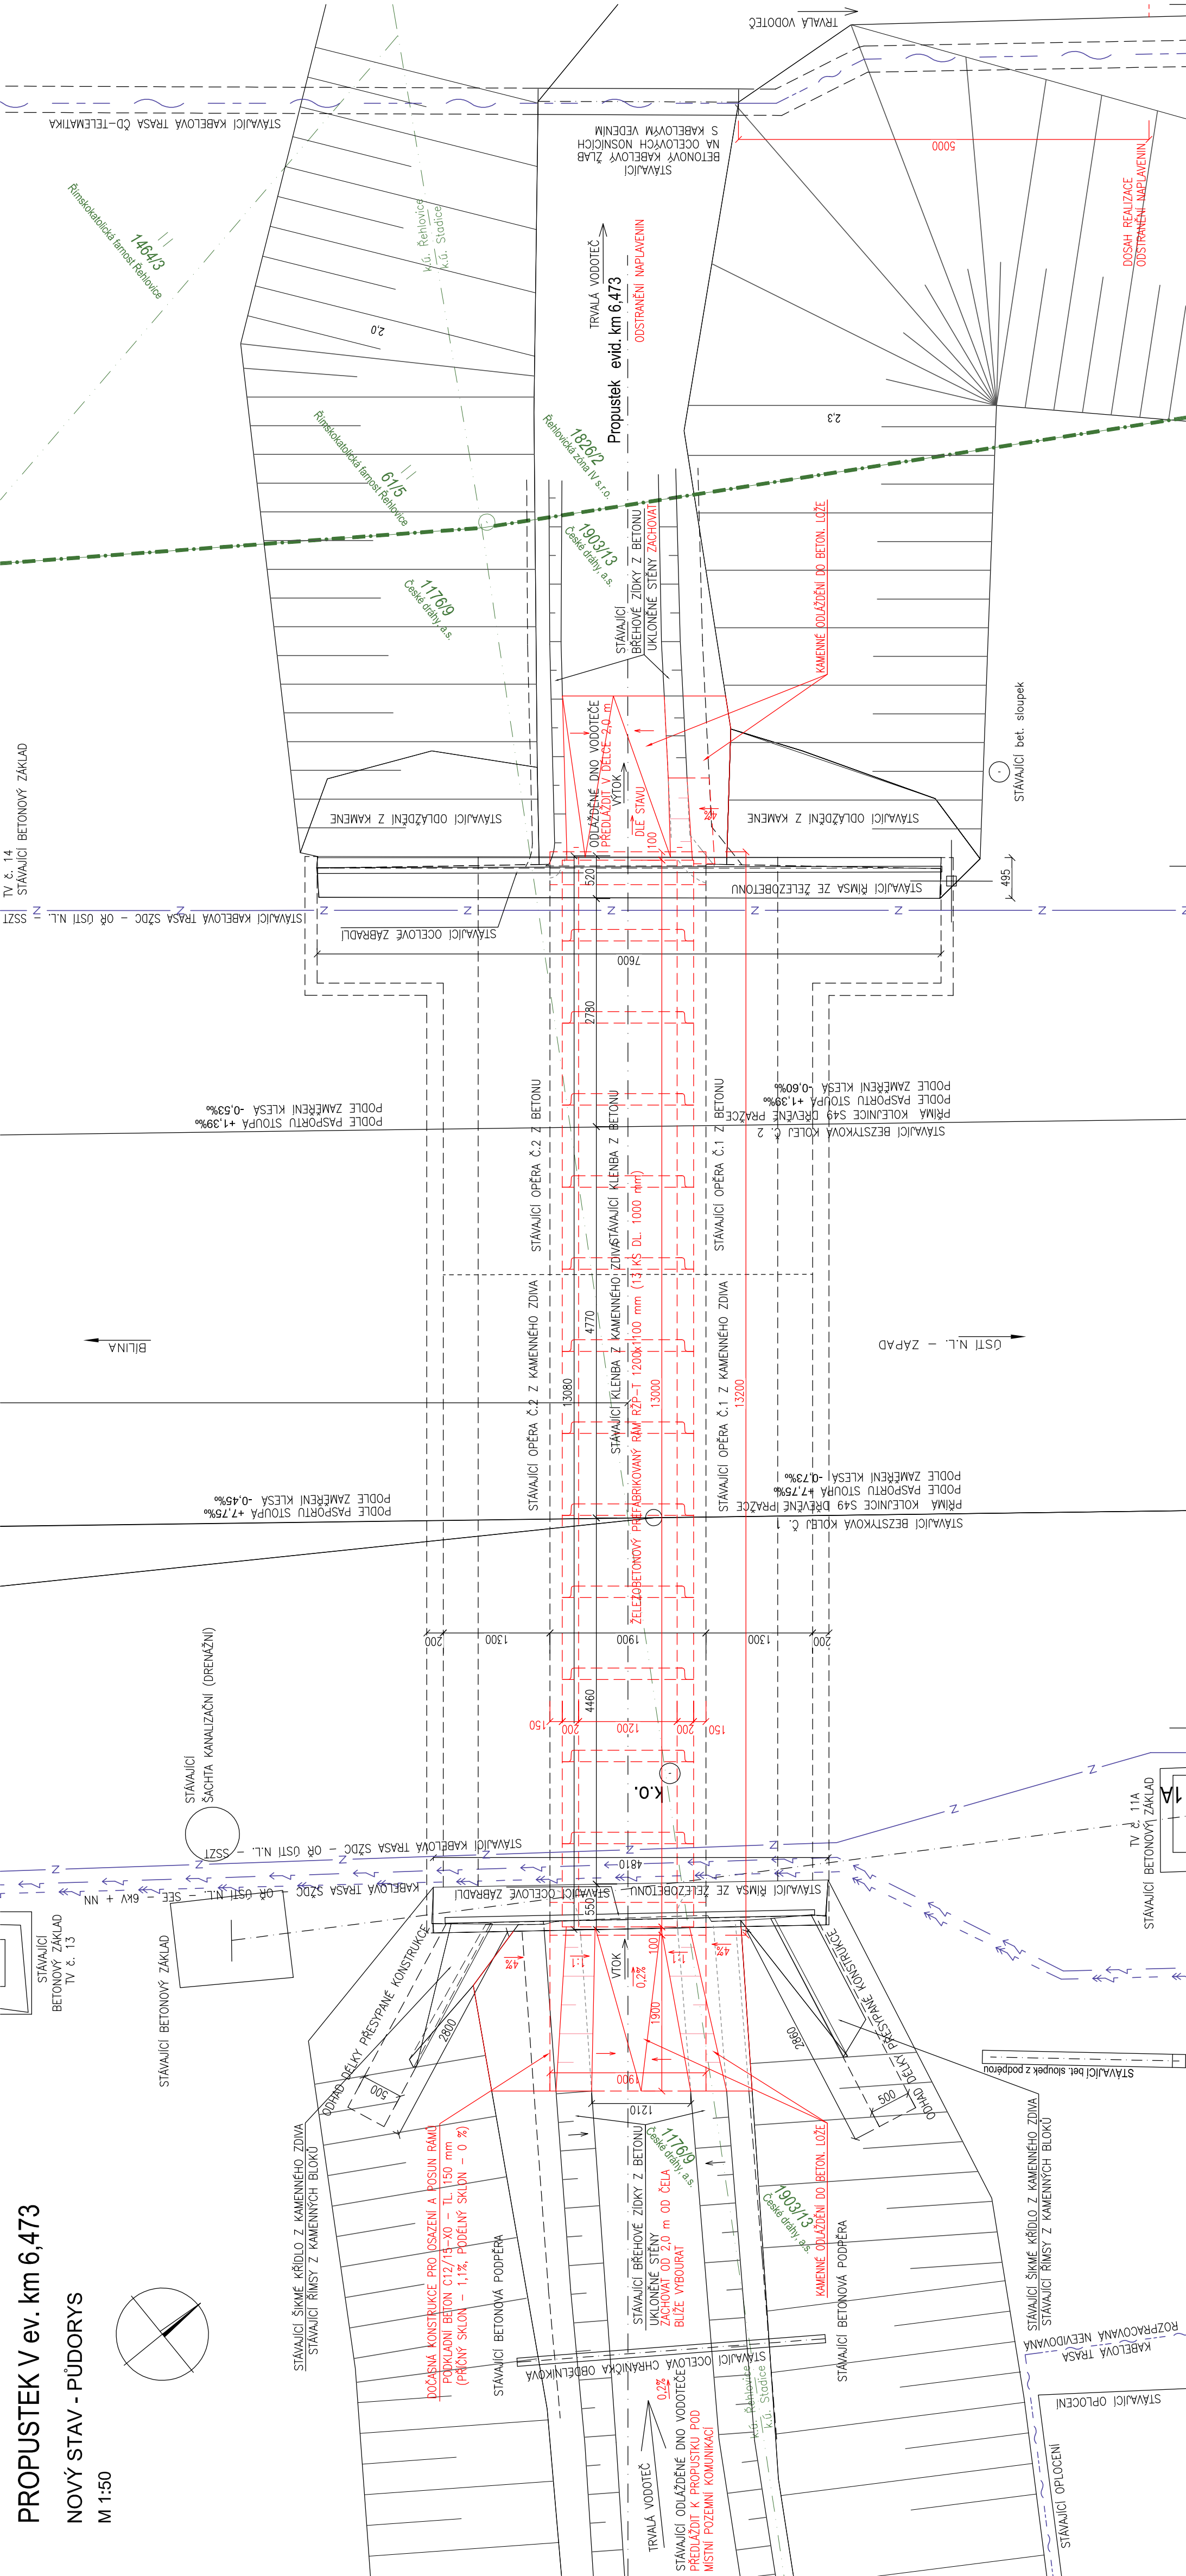 PROPUSTEK V ev. km 6,473
NOVÝ STAV - PŮDORYS
M 1:50
TRVALÁ VODOTEČ
STÁVAJÍCÍ KABELOVÁ TRASA ČD-TELEMATIKA
STÁVAJÍCÍ
BETONOVÝ KABELOVÝ ŽLAB
NA OCELOVÝCH NOSNÍCÍCH
S KABELOVÝM VEDENÍM
5000
DOSAH REALIZACE
ODSTRANĚNÍ NAPLAVENIN
1464/3
Římskokatolická farnost Řehlovice
k.ú. Řehlovice
k.ú. Stadice
2,0
TRVALÁ VODOTEČ
Propustek evid. km 6,473
ODSTRANĚNÍ NAPLAVENIN
2,3
61/5
Římskokatolická farnost Řehlovice
1826/2
Řehlovická zóna IV s.r.o.
1903/13
České dráhy, a.s.
1176/9
České dráhy, a.s.
STÁVAJÍCÍ
BŘEHOVÉ ZÍDKY Z BETONU
UKLONĚNÉ STĚNY ZACHOVAT
KAMENNÉ ODLÁŽDĚNÍ DO BETON. LOŽE
STÁVAJÍCÍ bet. sloupek
TV č. 14
STÁVAJÍCÍ BETONOVÝ ZÁKLAD
STÁVAJÍCÍ ODLÁŽDĚNÍ Z KAMENE
ODLÁŽDĚNÉ DNO VODOTEČE
PŘEDLÁŽDIT V DÉLCE 2,0 m
VÝTOK
DLE STAVU
100
4%
STÁVAJÍCÍ ODLÁŽDĚNÍ Z KAMENE
520
STÁVAJÍCÍ ŘÍMSA ZE ŽELEZOBETONU
495
STÁVAJÍCÍ KABELOVÁ TRASA SŽDC - OŘ ÚSTÍ N.L. - SSZT
Z Z Z Z Z Z Z Z
STÁVAJÍCÍ OCELOVÉ ZÁBRADLÍ
7600
2780
PODLE PASPORTU STOUPÁ +1,39‰
PODLE ZAMĚŘENÍ KLESÁ -0,53‰
STÁVAJÍCÍ BEZSTYKOVÁ KOLEJ Č. 2
PŘÍMÁ KOLEJNICE S49 DŘEVĚNÉ PRAŽCE
PODLE PASPORTU STOUPÁ +1,39‰
PODLE ZAMĚŘENÍ KLESÁ -0,60‰
STÁVAJÍCÍ OPĚRA Č.2 Z BETONU
STÁVAJÍCÍ KLENBA Z BETONU
STÁVAJÍCÍ OPĚRA Č.1 Z BETONU
BÍLINA
ÚSTÍ N.L. - ZÁPAD
STÁVAJÍCÍ OPĚRA Č.2 Z KAMENNÉHO ZDIVA
13080
4770
STÁVAJÍCÍ KLENBA Z KAMENNÉHO ZDIVA
ŽELEZOBETONOVÝ PREFABRIKOVANÝ RÁM RŽP-T 1200x1100 mm (13 KS DL. 1000 mm)
13000
STÁVAJÍCÍ OPĚRA Č.1 Z KAMENNÉHO ZDIVA
13200
PODLE PASPORTU STOUPÁ +7,75‰
PODLE ZAMĚŘENÍ KLESÁ -0,45‰
STÁVAJÍCÍ BEZSTYKOVÁ KOLEJ Č. 1
PŘÍMÁ KOLEJNICE S49 DŘEVĚNÉ PRAŽCE
PODLE PASPORTU STOUPÁ +7,75‰
PODLE ZAMĚŘENÍ KLESÁ -0,73‰
200 1300 1900 1300 200
4460
150 200 1200 200 150
STÁVAJÍCÍ
ŠACHTA KANALIZAČNÍ (DRENÁŽNÍ)
K.O.
TV č. 11A
STÁVAJÍCÍ BETONOVÝ ZÁKLAD
1A
STÁVAJÍCÍ KABELOVÁ TRASA SŽDC - OŘ ÚSTÍ N.L. - SSZT
Z Z Z Z Z
4810
KABELOVÁ TRASA SŽDC - OŘ ÚSTÍ N.L. - SEE - 6kV + NN
STÁVAJÍCÍ OCELOVÉ ZÁBRADLÍ
STÁVAJÍCÍ ŘÍMSA ZE ŽELEZOBETONU
550
STÁVAJÍCÍ
BETONOVÝ ZÁKLAD
TV č. 13
STÁVAJÍCÍ BETONOVÝ ZÁKLAD
ODHAD DÉLKY PŘESYPANÉ KONSTRUKCE
2800
500
4%
1:1
VTOK
0,2%
100
1900
1:1
4%
1900
1210
2860
500
ODHAD DÉLKY PŘESYPANÉ KONSTRUKCE
STÁVAJÍCÍ bet. sloupek z podpěrou
STÁVAJÍCÍ ŠIKMÉ KŘÍDLO Z KAMENNÉHO ZDIVA
STÁVAJÍCÍ ŘÍMSY Z KAMENNÝCH BLOKŮ
DOČASNÁ KONSTRUKCE PRO OSAZENÍ A POSUN RÁMŮ
PODKLADNÍ BETON C12/15-X0 - TL. 150 mm
(PŘÍČNÝ SKLON - 1,1%, PODÉLNÝ SKLON - 0 %)
STÁVAJÍCÍ BETONOVÁ PODPĚRA
STÁVAJÍCÍ BŘEHOVÉ ZÍDKY Z BETONU
UKLONĚNÉ STĚNY
ZACHOVAT OD 2,0 m OD ČELA
BLÍŽE VYBOURAT
1176/9
České dráhy, a.s.
1903/13
České dráhy, a.s.
KAMENNÉ ODLÁŽDĚNÍ DO BETON. LOŽE
STÁVAJÍCÍ BETONOVÁ PODPĚRA
STÁVAJÍCÍ ŠIKMÉ KŘÍDLO Z KAMENNÉHO ZDIVA
STÁVAJÍCÍ ŘÍMSY Z KAMENNÝCH BLOKŮ
STÁVAJÍCÍ OCELOVÁ CHRÁNIČKA OBDÉLNÍKOVÁ
0,2%
k.ú. Řehlovice
k.ú. Stadice
TRVALÁ VODOTEČ
STÁVAJÍCÍ ODLÁŽDĚNÉ DNO VODOTEČE
PŘEDLÁŽDIT K PROPUSTKU POD
MÍSTNÍ POZEMNÍ KOMUNIKACÍ
KABELOVÁ TRASA
ROZPRACOVANÁ NEEVIDOVANÁ
STÁVAJÍCÍ OPLOCENÍ
STÁVAJÍCÍ OPLOCENÍ